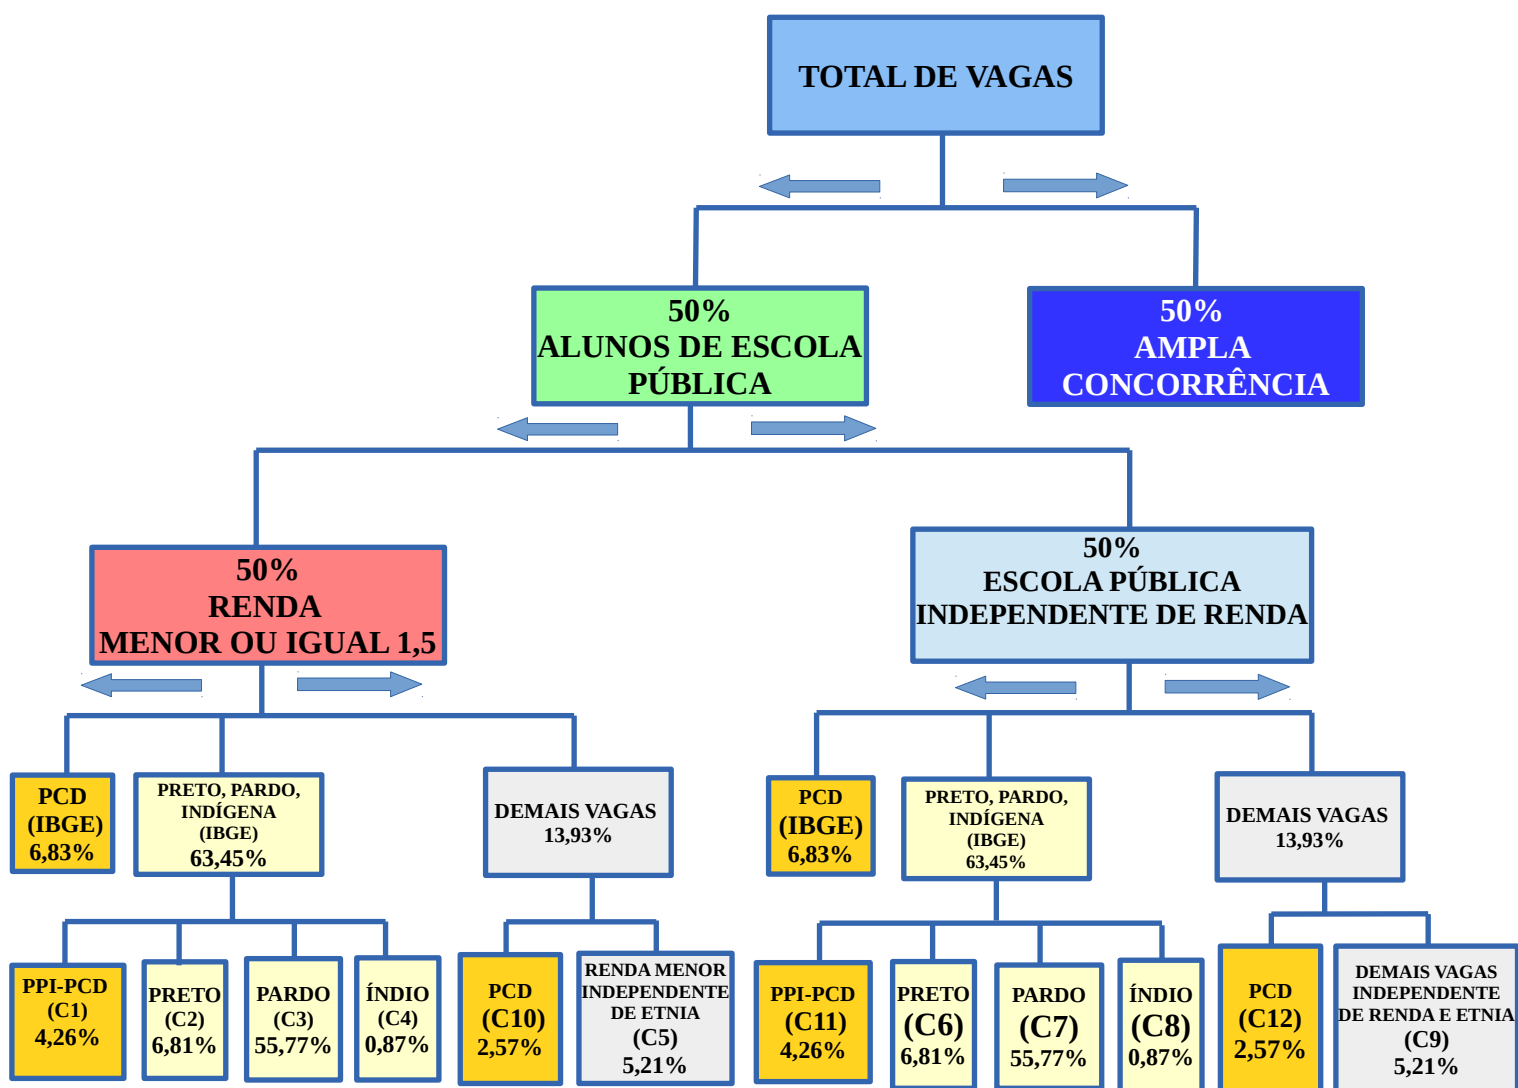 TOTAL DE VAGAS
50%
ALUNOS DE ESCOLA
PÚBLICA
50%
AMPLA
CONCORRÊNCIA
50%
RENDA
MENOR OU IGUAL 1,5
50%
ESCOLA PÚBLICA
INDEPENDENTE DE RENDA
PCD
(IBGE)
6,83%
PRETO, PARDO,
INDÍGENA
(IBGE)
63,45%
DEMAIS VAGAS
13,93%
PCD
(IBGE)
6,83%
PRETO, PARDO,
INDÍGENA
(IBGE)
63,45%
DEMAIS VAGAS
13,93%
PPI-PCD
(C1)
4,26%
PRETO
(C2)
6,81%
PARDO
(C3)
55,77%
ÍNDIO
(C4)
0,87%
PCD
(C10)
2,57%
RENDA MENOR
INDEPENDENTE
DE ETNIA
(C5)
5,21%
PPI-PCD
(C11)
4,26%
PRETO
(C6)
6,81%
PARDO
(C7)
55,77%
ÍNDIO
(C8)
0,87%
PCD
(C12)
2,57%
DEMAIS VAGAS
INDEPENDENTE
DE RENDA E ETNIA
(C9)
5,21%